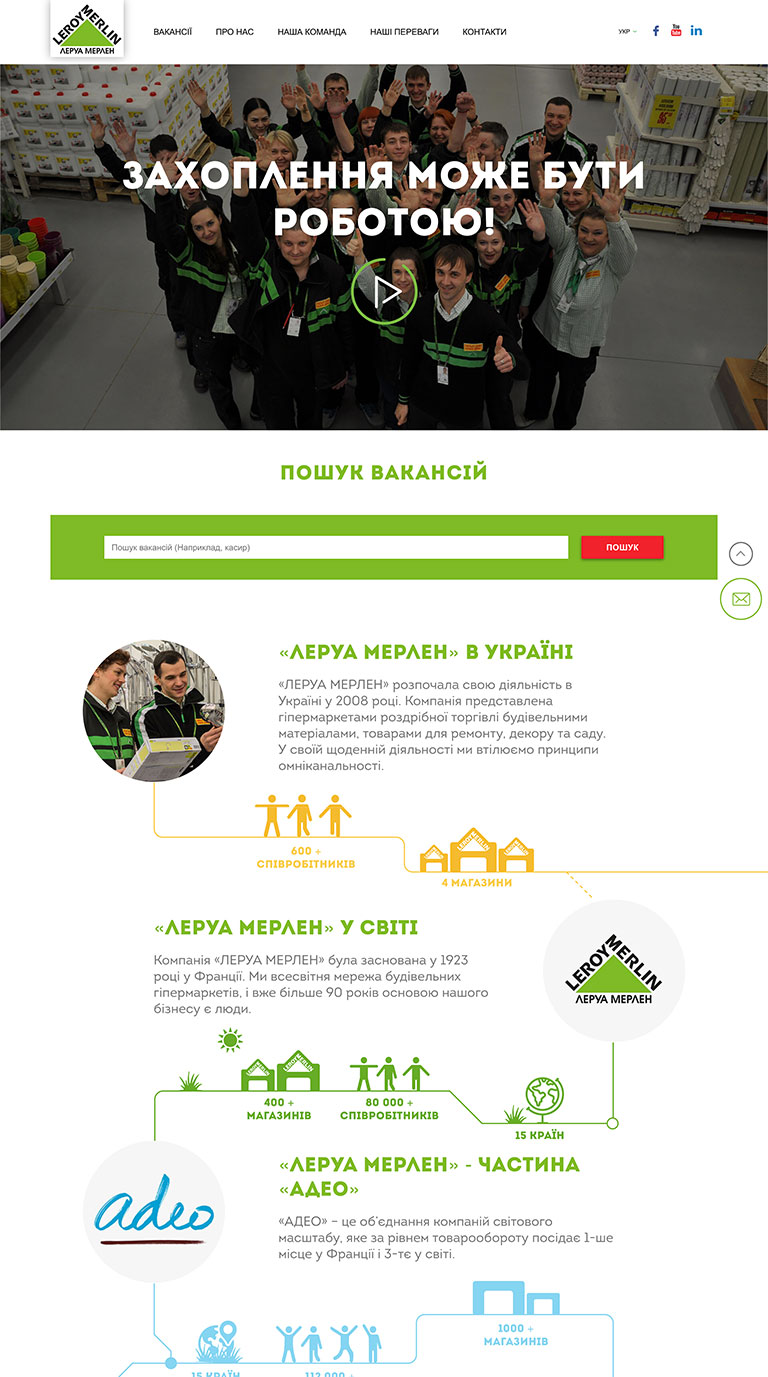 LEROY MERLIN
ЛЕРУА МЕРЛЕН
ВАКАНСІЇ
ПРО НАС
НАША КОМАНДА
НАШІ ПЕРЕВАГИ
КОНТАКТИ
УКР
f
You Tube
in
ЗАХОПЛЕННЯ МОЖЕ БУТИ
РОБОТОЮ!
ПОШУК ВАКАНСІЙ
Пошук вакансій (Наприклад, касир)
ПОШУК
«ЛЕРУА МЕРЛЕН» В УКРАЇНІ
«ЛЕРУА МЕРЛЕН» розпочала свою діяльність в
Україні у 2008 році. Компанія представлена
гіпермаркетами роздрібної торгівлі будівельними
матеріалами, товарами для ремонту, декору та саду.
У своїй щоденній діяльності ми втілюємо принципи
омніканальності.
600 +
СПІВРОБІТНИКІВ
LEROY MERLIN
4 МАГАЗИНИ
«ЛЕРУА МЕРЛЕН» У СВІТІ
Компанія «ЛЕРУА МЕРЛЕН» була заснована у 1923
році у Франції. Ми всесвітня мережа будівельних
гіпермаркетів, і вже більше 90 років основою нашого
бізнесу є люди.
LEROY MERLIN
ЛЕРУА МЕРЛЕН
400 +
МАГАЗИНІВ
80 000 +
СПІВРОБІТНИКІВ
15 КРАЇН
adeo
«ЛЕРУА МЕРЛЕН» - ЧАСТИНА
«АДЕО»
«АДЕО» – це об'єднання компаній світового
масштабу, яке за рівнем товарообороту посідає 1-ше
місце у Франції і 3-тє у світі.
1000 +
МАГАЗИНІВ
15 КРАЇН
112 000 +